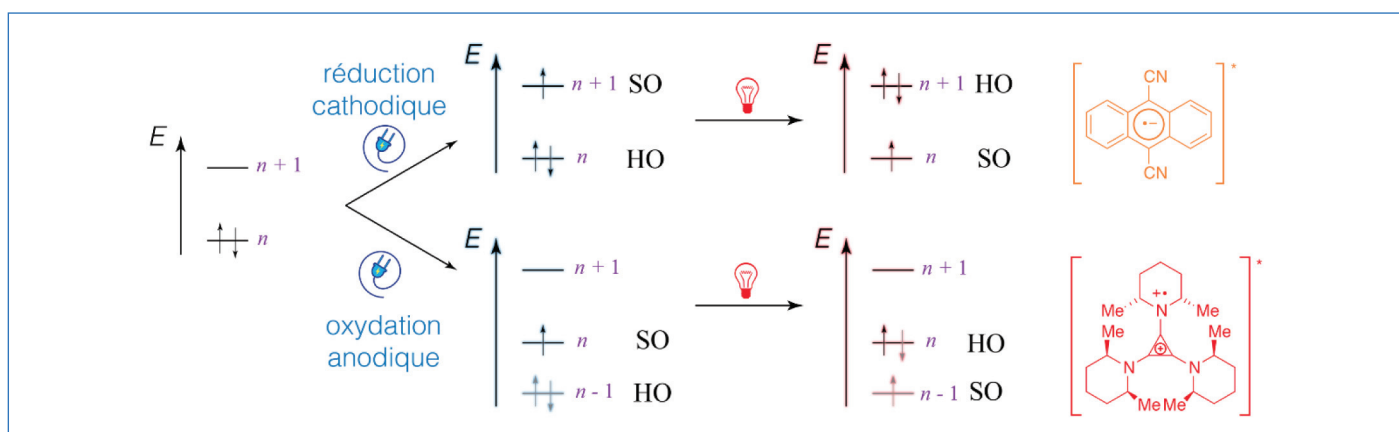 E
n + 1
n
réduction
cathodique
E
n + 1 SO
n HO
E
n + 1 HO
n SO
CN
•−
CN
*
oxydation
anodique
E
n + 1
n SO
n - 1 HO
E
n + 1
n HO
n - 1 SO
+•
Me N Me
Me Me
N + N
Me Me
*